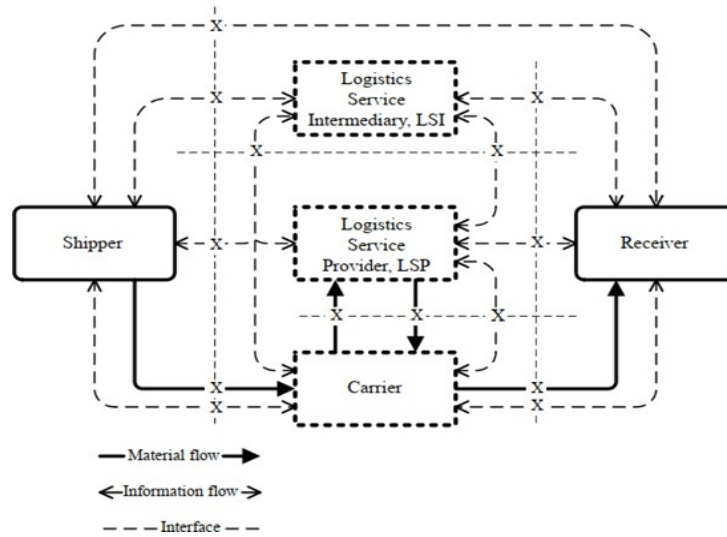 X
Logistics
Service
Intermediary, LSI
X
X
X
X
Shipper
Logistics
Service
Provider, LSP
Receiver
X
X
X
X
X
Carrier
X
X
X
X
Material flow
Information flow
Interface